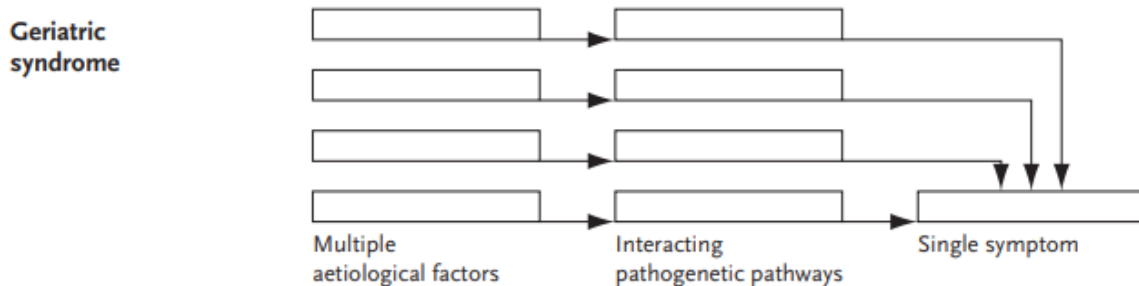 Geriatric
syndrome
Multiple
aetiological factors
Interacting
pathogenetic pathways
Single symptom